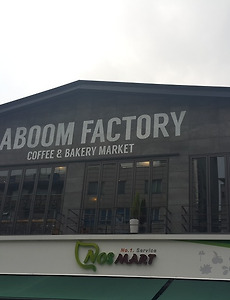 ABOOM FACTORY
COFFEE & BAKERY MARKET
No.1. Service
NOS MART